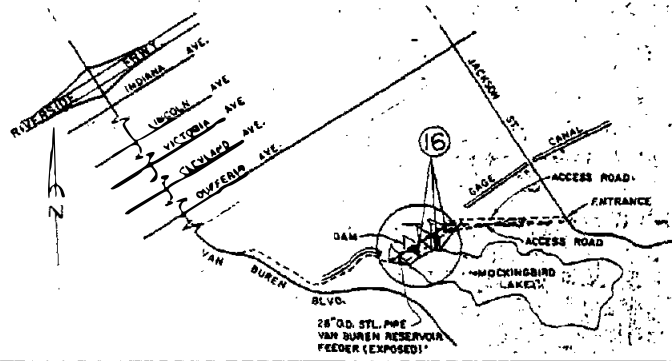 RIVERSIDE FRWY.
INDIANA AVE.
LINCOLN AVE
VICTORIA AVE
CLEVELAND AVE.
DUFFERIN AVE.
JACKSON ST.
N
16
GAGE CANAL
ACCESS ROAD
ENTRANCE
DAM
ACCESS ROAD
VAN BUREN BLVD.
MOCKINGBIRD
LAKE
28" O.D. STL. PIPE
VAN BUREN RESERVOIR
FEEDER (EXPOSED)